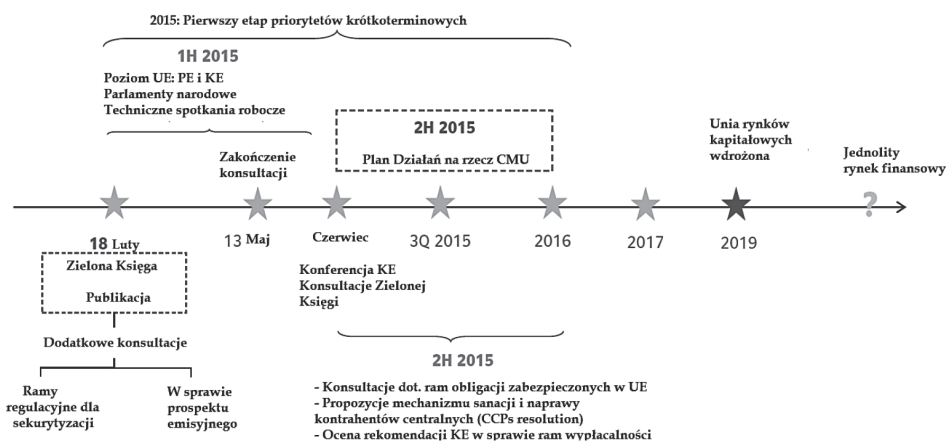 2015: Pierwszy etap priorytetów krótkoterminowych
1H 2015
Poziom UE: PE i KE
Parlamenty narodowe
Techniczne spotkania robocze
Zakończenie
konsultacji
2H 2015
Plan Działań na rzecz CMU
Unia rynków
kapitałowych
wdrożona
Jednolity
rynek finansowy
?
18 Luty
13 Maj
Czerwiec
3Q 2015
2016
2017
2019
Zielona Księga
Publikacja
Konferencja KE
Konsultacje Zielonej
Księgi
Dodatkowe konsultacje
Ramy
regulacyjne dla
sekurytyzacji
W sprawie
prospektu
emisyjnego
2H 2015
- Konsultacje dot. ram obligacji zabezpieczonych w UE
- Propozycje mechanizmu sanacji i naprawy
kontrahentów centralnych (CCPs resolution)
- Ocena rekomendacji KE w sprawie ram wypłacalności